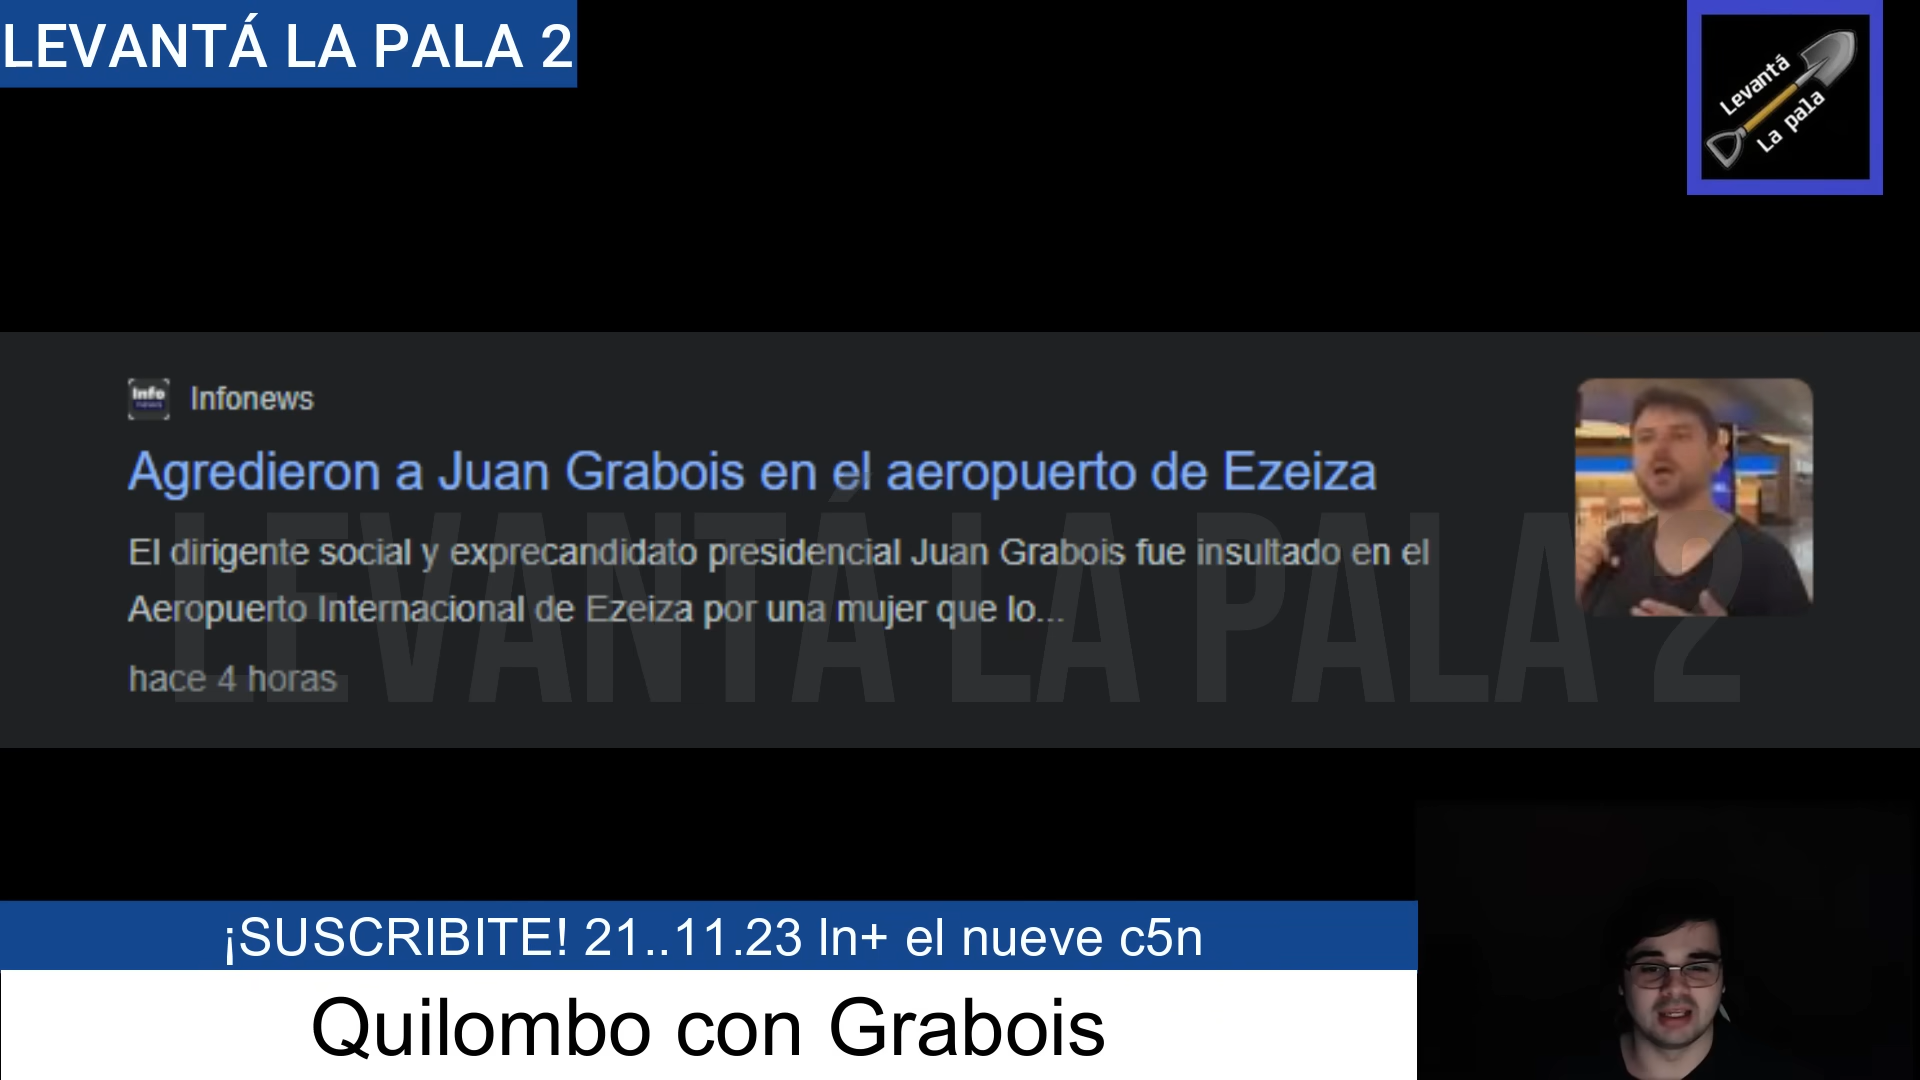 LEVANTÁ LA PALA 2
Levantá
La pala
Info
news
Infonews
Agredieron a Juan Grabois en el aeropuerto de Ezeiza
El dirigente social y exprecandidato presidencial Juan Grabois fue insultado en el
Aeropuerto Internacional de Ezeiza por una mujer que lo...
hace 4 horas
LEVANTÁ LA PALA 2
¡SUSCRIBITE! 21..11.23 ln+ el nueve c5n
Quilombo con Grabois